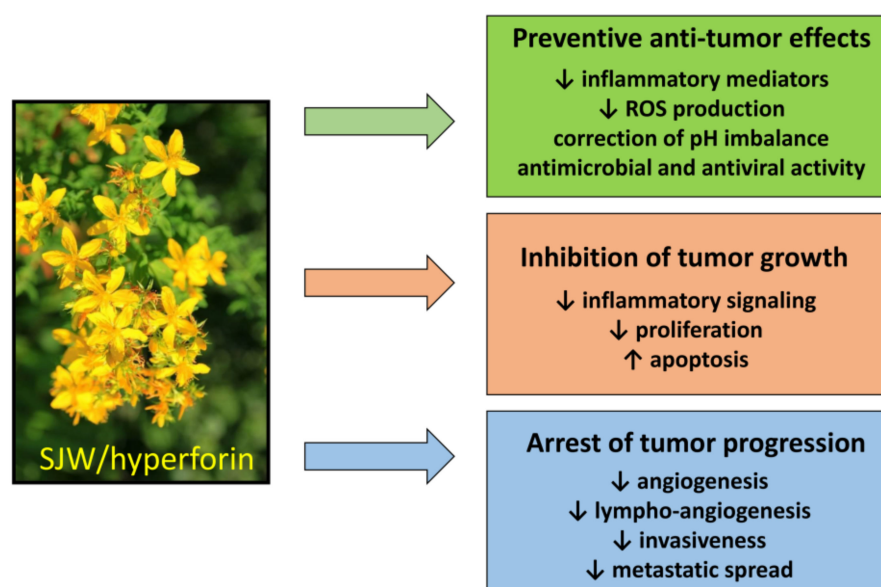 Preventive anti-tumor effects
↓ inflammatory mediators
↓ ROS production
correction of pH imbalance
antimicrobial and antiviral activity
Inhibition of tumor growth
↓ inflammatory signaling
↓ proliferation
↑ apoptosis
SJW/hyperforin
Arrest of tumor progression
↓ angiogenesis
↓ lympho-angiogenesis
↓ invasiveness
↓ metastatic spread